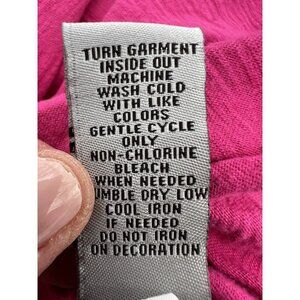 TURN GARMENT
INSIDE OUT
MACHINE
WASH COLD
WITH LIKE
COLORS
GENTLE CYCLE
ONLY
NON-CHLORINE
BLEACH
WHEN NEEDED
UMBLE DRY LOW
COOL IRON
IF NEEDED
DO NOT IRON
ON DECORATION